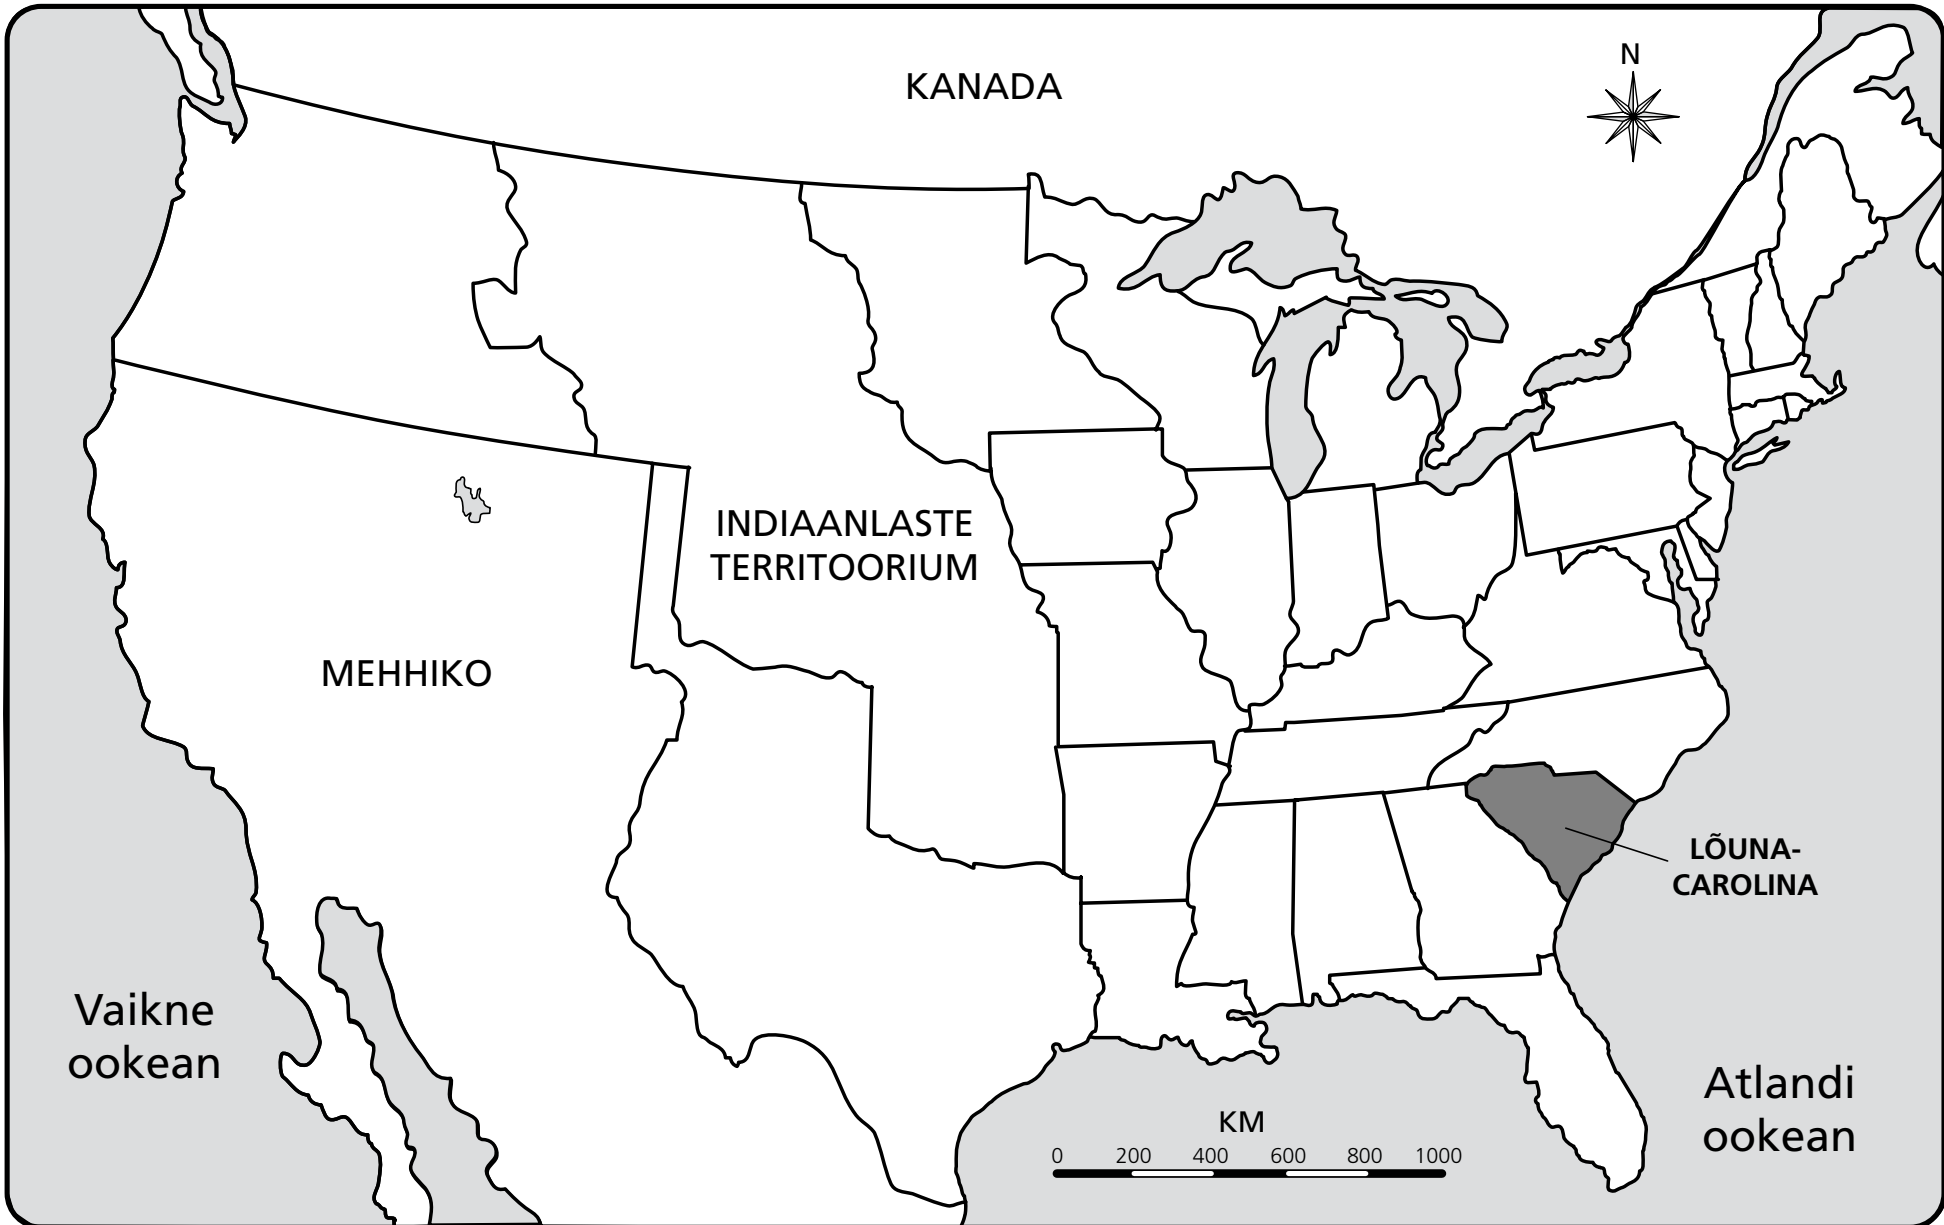 KANADA
N
INDIAANLASTE
TERRITOORIUM
MEHHIKO
LÕUNA-
CAROLINA
Vaikne
ookean
Atlandi
ookean
KM
0 200 400 600 800 1000